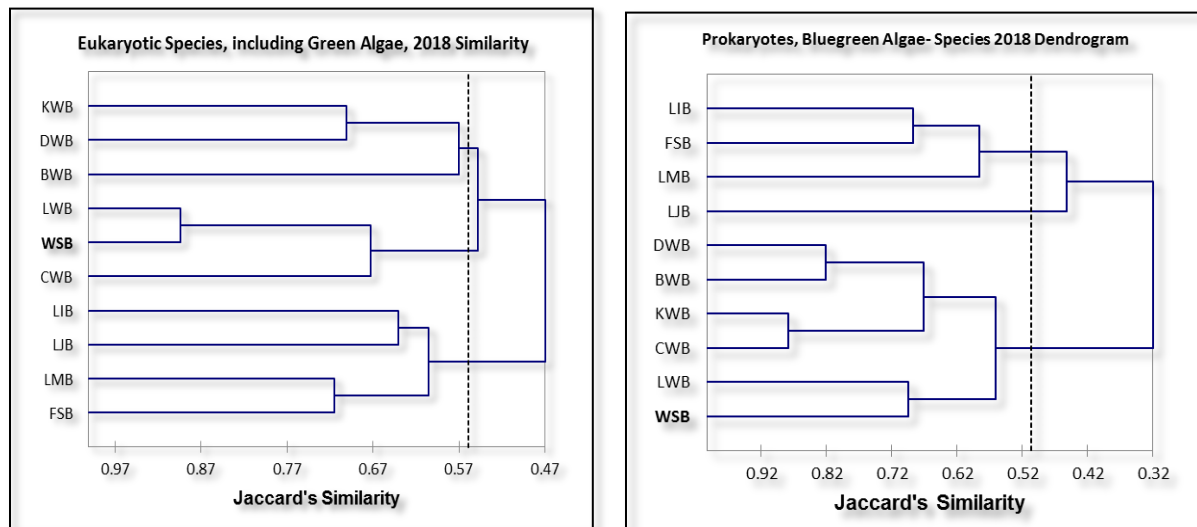 Eukaryotic Species, including Green Algae, 2018 Similarity
KWB
DWB
BWB
LWB
WSB
CWB
LIB
LJB
LMB
FSB
0.97 0.87 0.77 0.67 0.57 0.47
Jaccard's Similarity
Prokaryotes, Bluegreen Algae- Species 2018 Dendrogram
LIB
FSB
LMB
LJB
DWB
BWB
KWB
CWB
LWB
WSB
0.92 0.82 0.72 0.62 0.52 0.42 0.32
Jaccard's Similarity